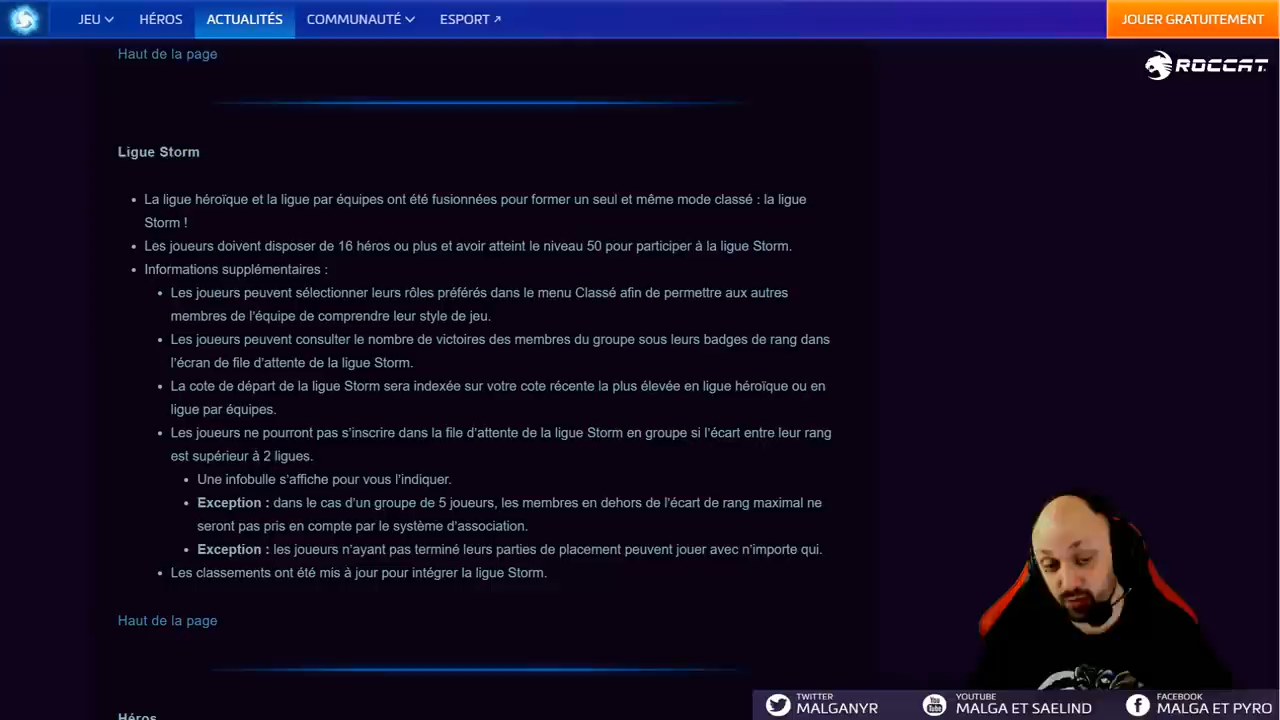 JEU HÉROS ACTUALITÉS COMMUNAUTÉ ESPORT ↗ JOUER GRATUITEMENT
Haut de la page
ROCCAT
Ligue Storm
• La ligue héroïque et la ligue par équipes ont été fusionnées pour former un seul et même mode classé : la ligue
Storm !
• Les joueurs doivent disposer de 16 héros ou plus et avoir atteint le niveau 50 pour participer à la ligue Storm.
• Informations supplémentaires :
• Les joueurs peuvent sélectionner leurs rôles préférés dans le menu Classé afin de permettre aux autres
membres de l’équipe de comprendre leur style de jeu.
• Les joueurs peuvent consulter le nombre de victoires des membres du groupe sous leurs badges de rang dans
l’écran de file d’attente de la ligue Storm.
• La cote de départ de la ligue Storm sera indexée sur votre cote récente la plus élevée en ligue héroïque ou en
ligue par équipes.
• Les joueurs ne pourront pas s’inscrire dans la file d’attente de la ligue Storm en groupe si l’écart entre leur rang
est supérieur à 2 ligues.
• Une infobulle s’affiche pour vous l’indiquer.
• Exception : dans le cas d’un groupe de 5 joueurs, les membres en dehors de l’écart de rang maximal ne
seront pas pris en compte par le système d’association.
• Exception : les joueurs n’ayant pas terminé leurs parties de placement peuvent jouer avec n’importe qui.
• Les classements ont été mis à jour pour intégrer la ligue Storm.
Haut de la page
Héros
TWITTER
MALGANYR
YOUTUBE
MALGA ET SAELIND
FACEBOOK
MALGA ET PYRO